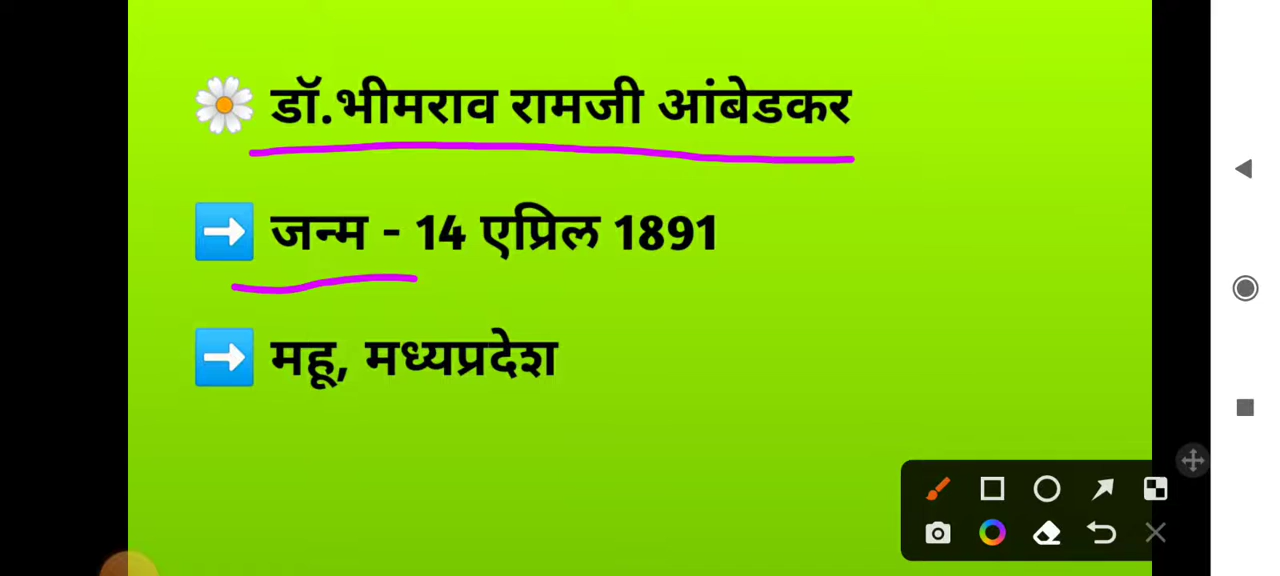 डॉ.भीमराव रामजी आंबेडकर
जन्म - 14 एप्रिल 1891
महू, मध्यप्रदेश